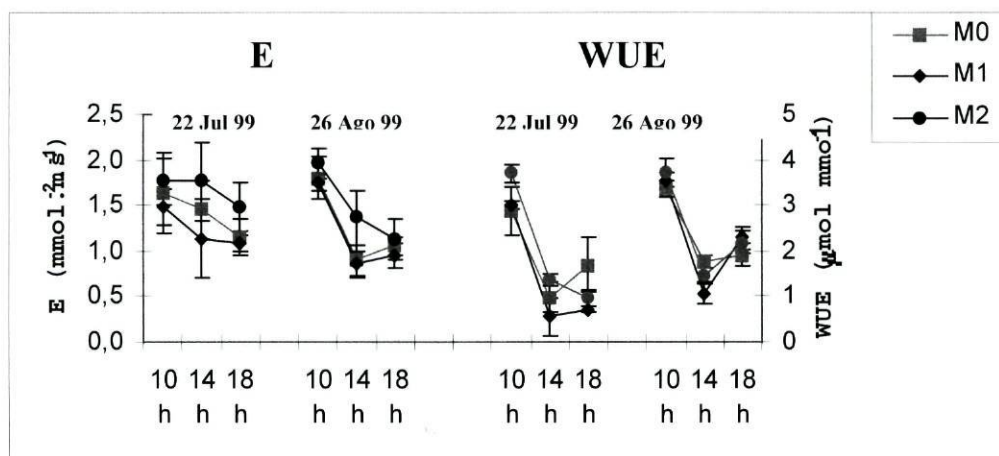 M0
M1
M2
E WUE
22 Jul 99 26 Ago 99 22 Jul 99 26 Ago 99
E (mmol.m⁻²s⁻¹)
2,5
2,0
1,5
1,0
0,5
0,0
5
4
3
2
1
0
WUE (µmol mmol⁻¹)
10 14 18 10 14 18 10 14 18 10 14 18
h h h h h h h h h h h h